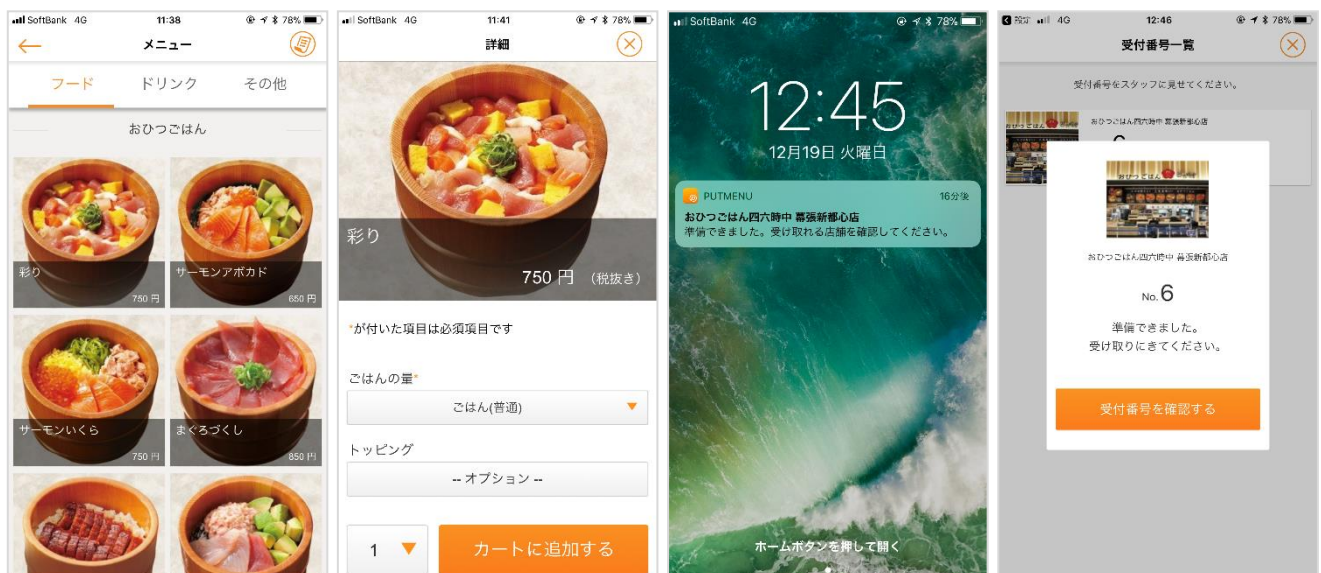 SoftBank 4G 11:38 78%
メニュー
フード ドリンク その他
おひつごはん
彩り
750 円
サーモンアボカド
650 円
サーモンいくら
750 円
まぐろづくし
850 円
SoftBank 4G 11:41 78%
詳細
彩り
750 円 (税抜き)
*が付いた項目は必須項目です
ごはんの量*
ごはん(普通)
トッピング
-- オプション --
1
カートに追加する
SoftBank 4G 78%
12:45
12月19日 火曜日
PUTMENU 16分後
おひつごはん四六時中 幕張新都心店
準備できました。受け取れる店舗を確認してください。
ホームボタンを押して開く
4G 12:46 78%
受付番号一覧
受付番号をスタッフに見せてください。
おひつごはん四六時中 幕張新都心店
おひつごはん
おひつごはん四六時中 幕張新都心店
No.6
準備できました。
受け取りにきてください。
受付番号を確認する